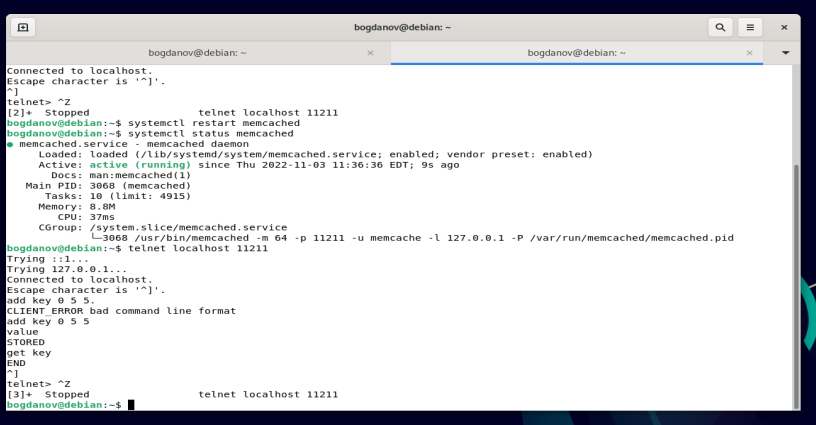 bogdanov@debian: ~
bogdanov@debian: ~
bogdanov@debian: ~
Connected to localhost.
Escape character is '^]'.
^]
telnet> ^Z
[2]+  Stopped                 telnet localhost 11211
bogdanov@debian:~$ systemctl restart memcached
bogdanov@debian:~$ systemctl status memcached
● memcached.service - memcached daemon
     Loaded: loaded (/lib/systemd/system/memcached.service; enabled; vendor preset: enabled)
     Active: active (running) since Thu 2022-11-03 11:36:36 EDT; 9s ago
       Docs: man:memcached(1)
   Main PID: 3068 (memcached)
      Tasks: 10 (limit: 4915)
     Memory: 8.8M
        CPU: 37ms
     CGroup: /system.slice/memcached.service
             └─3068 /usr/bin/memcached -m 64 -p 11211 -u memcache -l 127.0.0.1 -P /var/run/memcached/memcached.pid
bogdanov@debian:~$ telnet localhost 11211
Trying ::1...
Trying 127.0.0.1...
Connected to localhost.
Escape character is '^]'.
add key 0 5 5.
CLIENT_ERROR bad command line format
add key 0 5 5
value
STORED
get key
END
^]
telnet> ^Z
[3]+  Stopped                 telnet localhost 11211
bogdanov@debian:~$